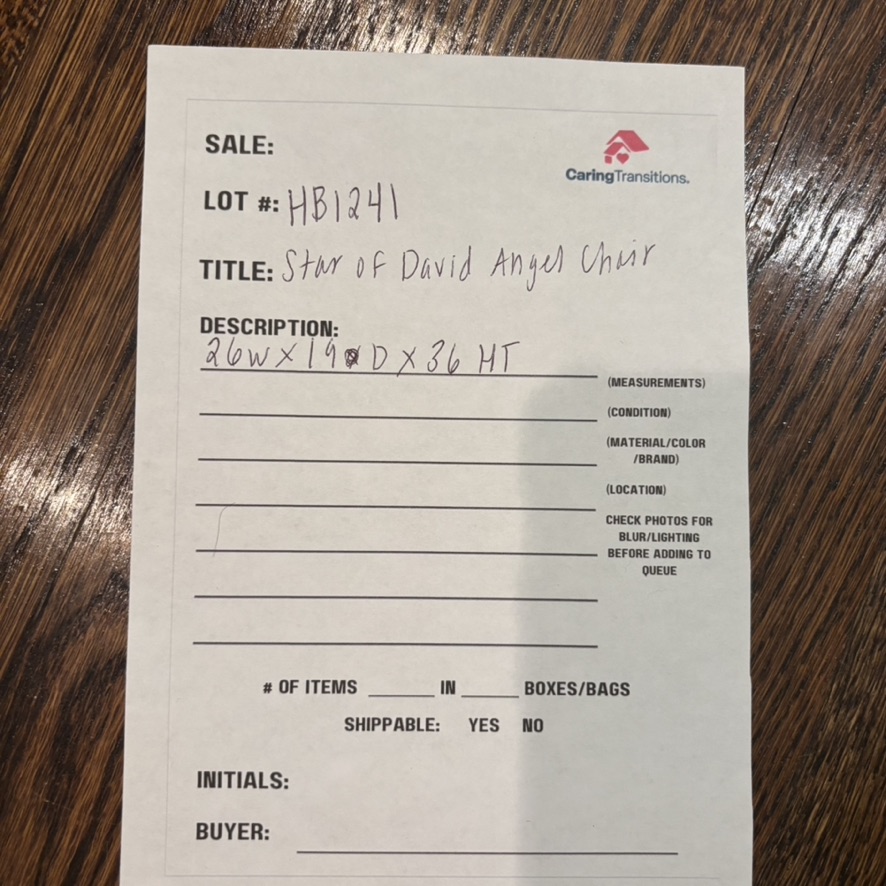 SALE:
CaringTransitions.
LOT #: HB1241
TITLE: Star of David Angel Chair
DESCRIPTION:
26W X 19 D X 36 HT
(MEASUREMENTS)
(CONDITION)
(MATERIAL/COLOR
/BRAND)
(LOCATION)
CHECK PHOTOS FOR
BLUR/LIGHTING
BEFORE ADDING TO
QUEUE
# OF ITEMS ______ IN ______ BOXES/BAGS
SHIPPABLE: YES NO
INITIALS:
BUYER: